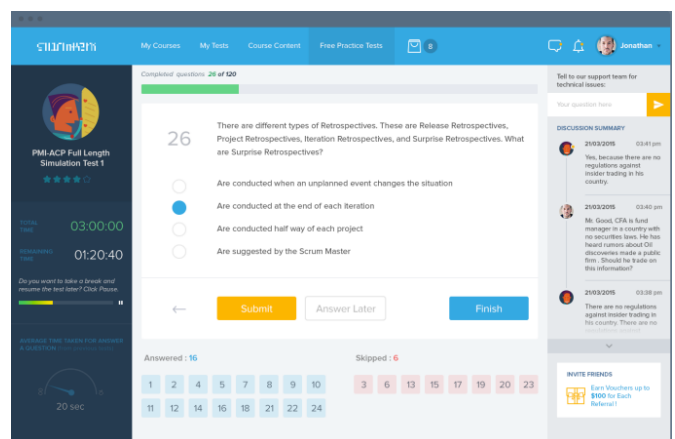 My Courses
My Tests
Course Content
Free Practice Tests
8
Jonathan
PMI-ACP Full Length
Simulation Test 1
TOTAL
TIME
03:00:00
REMAINING
TIME
01:20:40
Do you want to take a break and
resume the test later? Click Pause.
AVERAGE TIME TAKEN FOR ANSWER
A QUESTION
20 sec
Completed questions 26 of 120
26
There are different types of Retrospectives. These are Release Retrospectives,
Project Retrospectives, Iteration Retrospectives, and Surprise Retrospectives. What
are Surprise Retrospectives?
Are conducted when an unplanned event changes the situation
Are conducted at the end of each iteration
Are conducted half way of each project
Are suggested by the Scrum Master
Submit
Answer Later
Finish
Answered : 16
1 2 4 5 7 8 9 10
11 12 14 16 18 21 22 24
Skipped : 6
3 6 13 15 17 19 20 23
Tell to our support team for
technical issues:
Your question here
DISCUSSION SUMMARY
21/03/2015 03:41 pm
Yes, because there are no
regulations against
insider trading in his
country.
21/03/2015 03:40 pm
Mr. Good, CFA is fund
manager in a country with
no securities laws. He has
heard rumors about Oil
discoveries made a public
firm . Should he trade on
this information?
21/03/2015 03:38 pm
There are no regulations
against insider trading in
his country. There are no
INVITE FRIENDS
Earn Vouchers up to
$100 for Each
Referral !